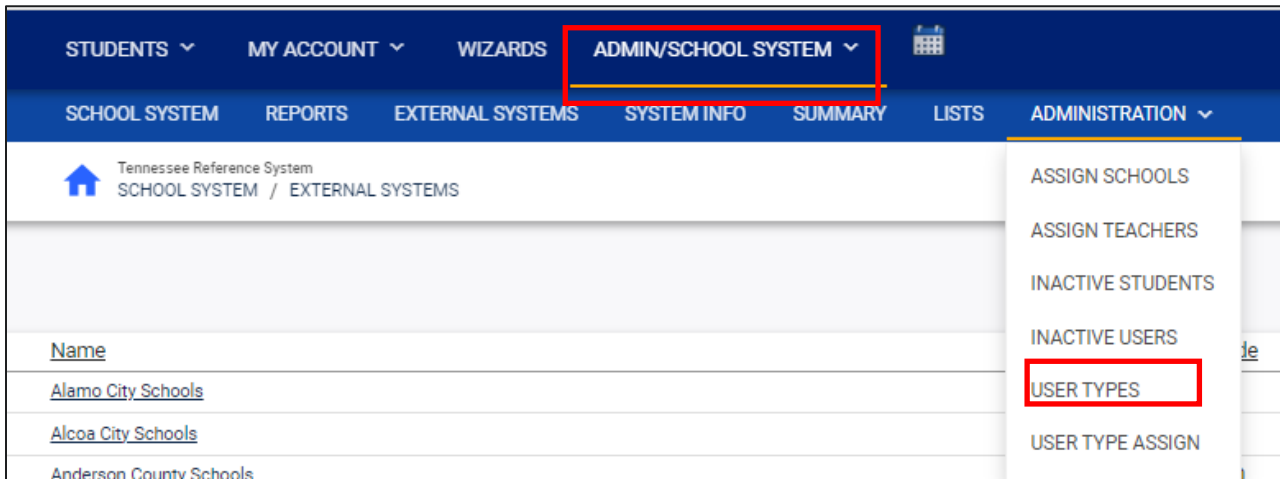 STUDENTS MY ACCOUNT WIZARDS ADMIN/SCHOOL SYSTEM
SCHOOL SYSTEM REPORTS EXTERNAL SYSTEMS SYSTEM INFO SUMMARY LISTS ADMINISTRATION
Tennessee Reference System
SCHOOL SYSTEM / EXTERNAL SYSTEMS
ASSIGN SCHOOLS
ASSIGN TEACHERS
INACTIVE STUDENTS
INACTIVE USERS
USER TYPES
USER TYPE ASSIGN
Name
Alamo City Schools
Alcoa City Schools
Anderson County Schools